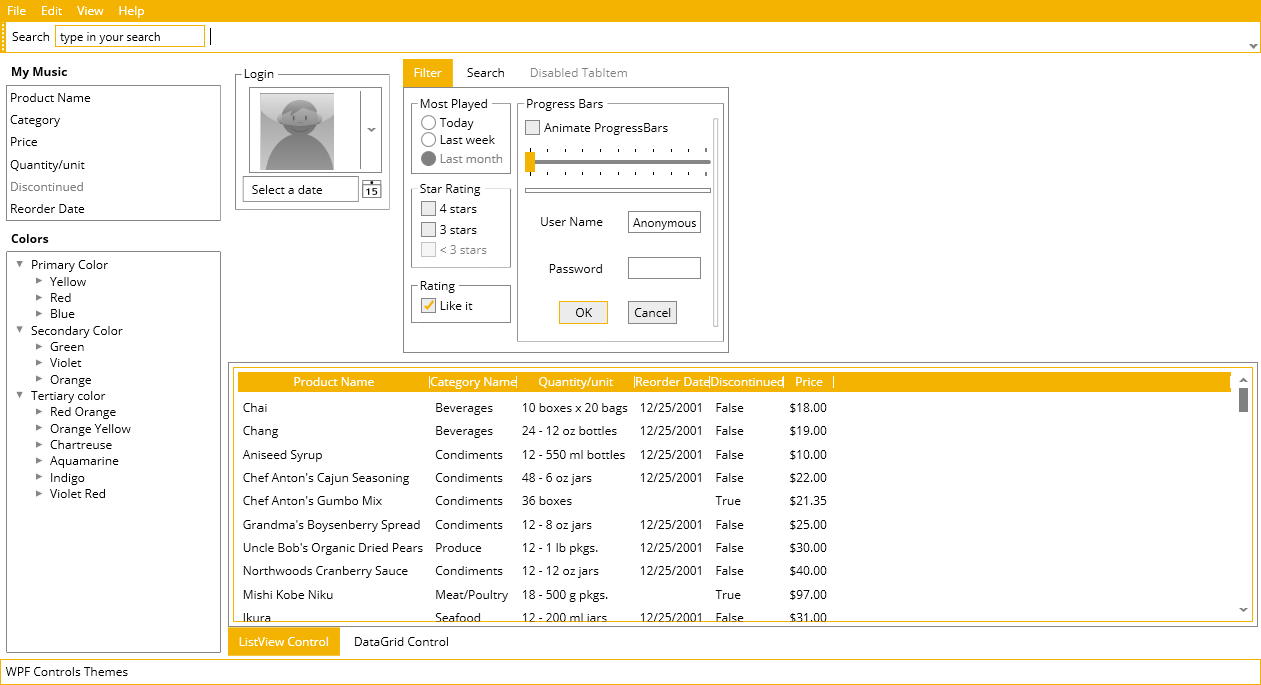 File Edit View Help
Search type in your search
My Music
Product Name
Category
Price
Quantity/unit
Discontinued
Reorder Date
Colors
Primary Color
Yellow
Red
Blue
Secondary Color
Green
Violet
Orange
Tertiary color
Red Orange
Orange Yellow
Chartreuse
Aquamarine
Indigo
Violet Red
Login
Select a date 15
Filter Search Disabled TabItem
Most Played
Today
Last week
Last month
Star Rating
4 stars
3 stars
< 3 stars
Rating
Like it
Progress Bars
Animate ProgressBars
User Name Anonymous
Password
OK Cancel
Product Name Category Name Quantity/unit Reorder Date Discontinued Price
Chai Beverages 10 boxes x 20 bags 12/25/2001 False $18.00
Chang Beverages 24 - 12 oz bottles 12/25/2001 False $19.00
Aniseed Syrup Condiments 12 - 550 ml bottles 12/25/2001 False $10.00
Chef Anton's Cajun Seasoning Condiments 48 - 6 oz jars 12/25/2001 False $22.00
Chef Anton's Gumbo Mix Condiments 36 boxes True $21.35
Grandma's Boysenberry Spread Condiments 12 - 8 oz jars 12/25/2001 False $25.00
Uncle Bob's Organic Dried Pears Produce 12 - 1 lb pkgs. 12/25/2001 False $30.00
Northwoods Cranberry Sauce Condiments 12 - 12 oz jars 12/25/2001 False $40.00
Mishi Kobe Niku Meat/Poultry 18 - 500 g pkgs. True $97.00
Ikura Seafood 12 - 200 ml jars 12/25/2001 False $31.00
ListView Control DataGrid Control
WPF Controls Themes